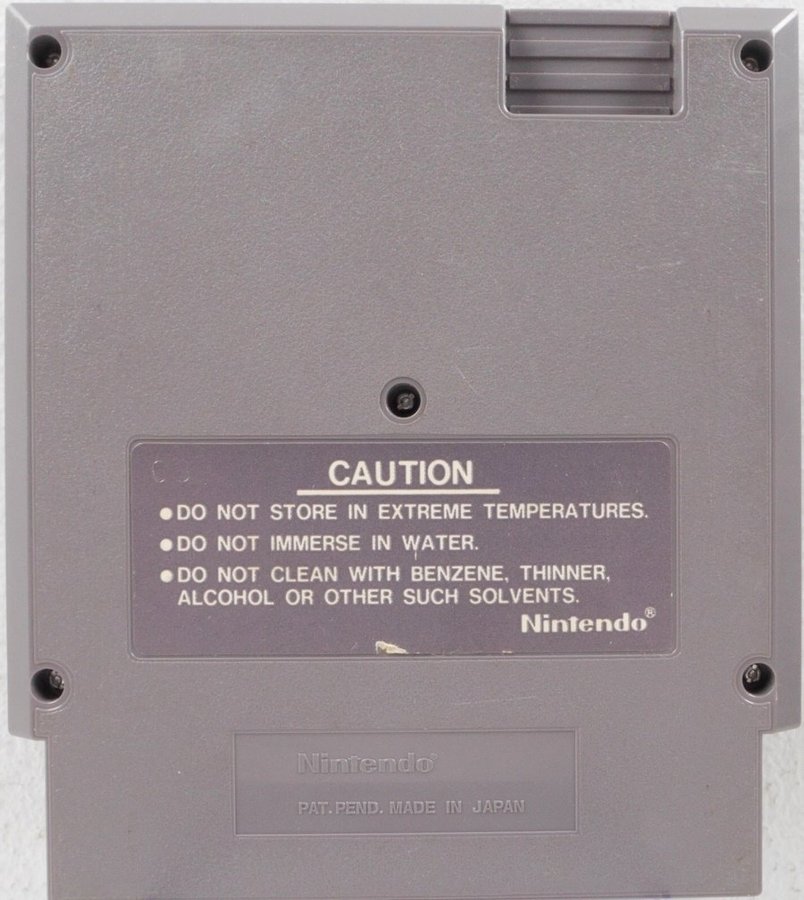 CAUTION
●DO NOT STORE IN EXTREME TEMPERATURES.
●DO NOT IMMERSE IN WATER.
●DO NOT CLEAN WITH BENZENE, THINNER,
ALCOHOL OR OTHER SUCH SOLVENTS.
Nintendo®
Nintendo®
PAT. PEND. MADE IN JAPAN